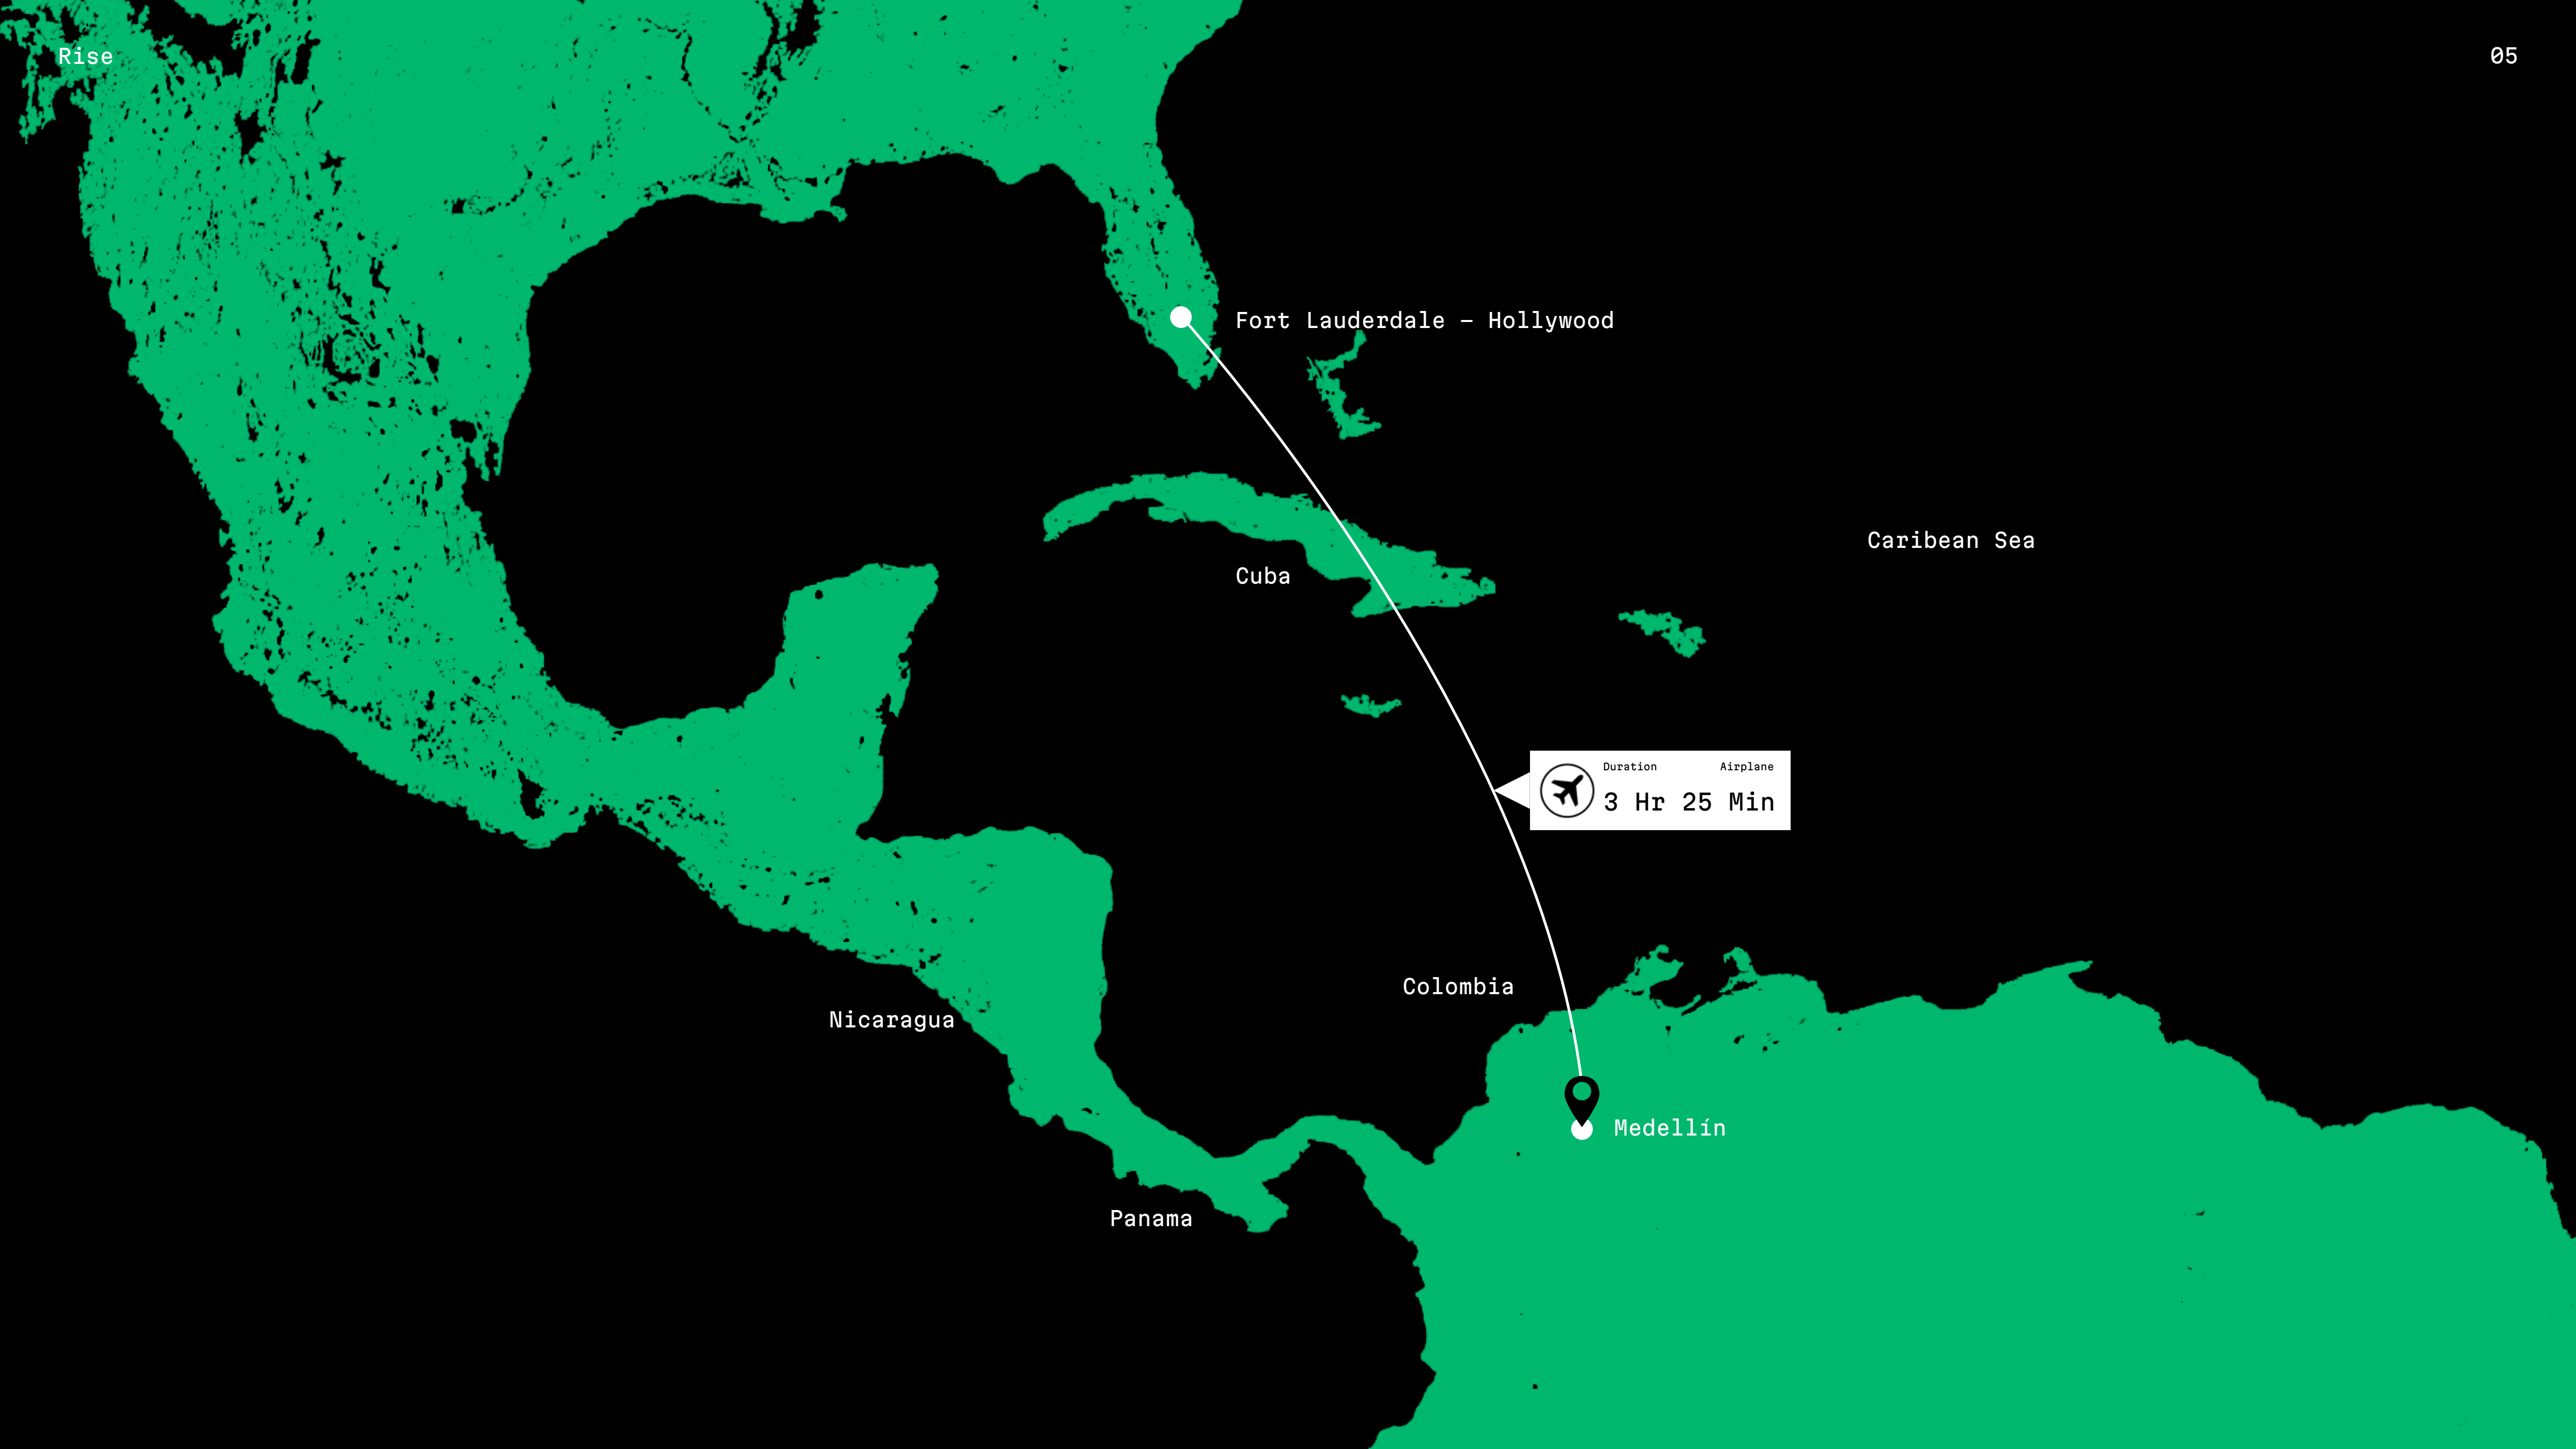 Rise
05
Fort Lauderdale – Hollywood
Caribean Sea
Cuba
Duration
Airplane
3 Hr 25 Min
Colombia
Nicaragua
Medellín
Panama